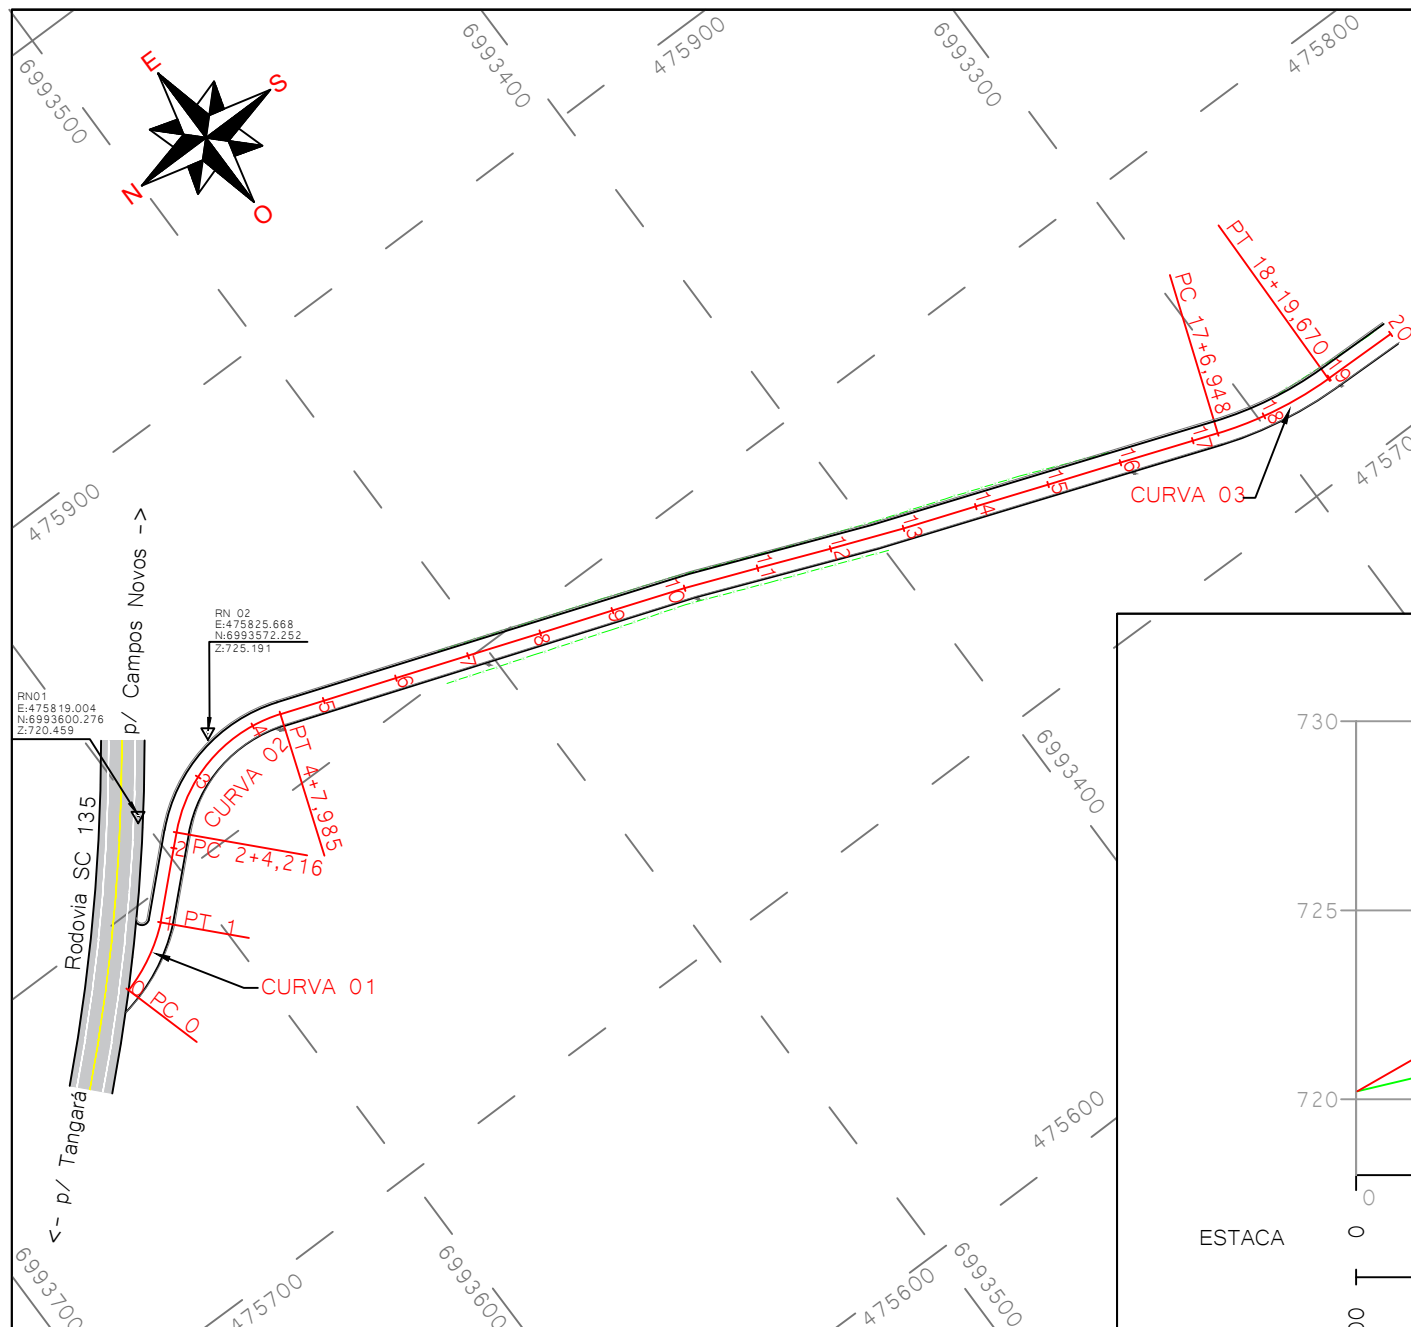 6993500
6993400
475900
6993300
475800
E
S
N
O
PT 18+19,670
PC 17+6,948
20
19
18
17
16
15
14
13
12
11
10
9
8
7
6
5
4
3
2
1
0
CURVA 03
475900
p/ Campos Novos ->
RN 02
E:475825.668
N:6993572.252
Z:725.191
RN01
E:475819.004
N:6993600.276
Z:720.459
CURVA 02
PT 4+7,985
PC 2+4,216
PT 1
CURVA 01
PC 0
Rodovia SC 135
<- p/ Tangará
6993400
475600
6993700
475700
6993600
475600
6993500
730
725
720
0
ESTACA
0